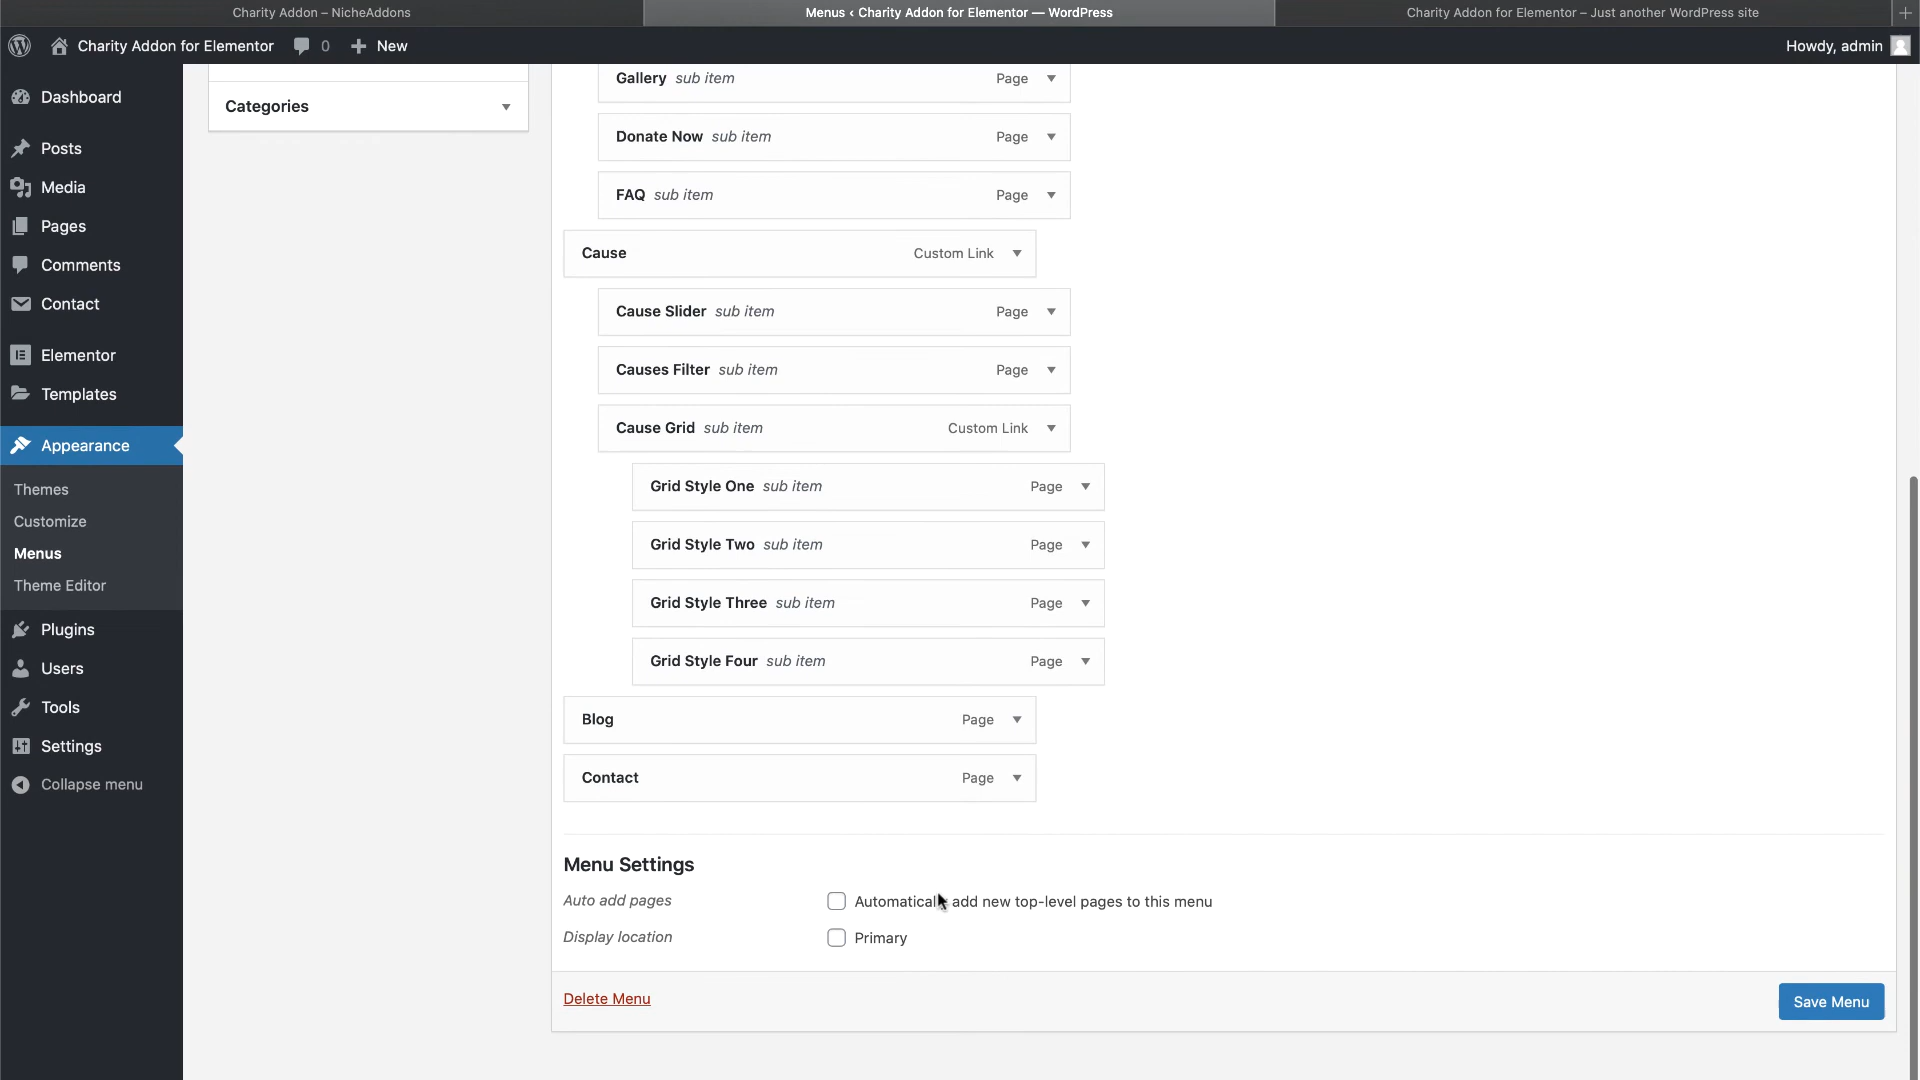 Charity Addon – NicheAddons
Menus ‹ Charity Addon for Elementor — WordPress
Charity Addon for Elementor – Just another WordPress site
Charity Addon for Elementor 0 New
Howdy, admin
Dashboard
Posts
Media
Pages
Comments
Contact
Elementor
Templates
Appearance
Themes
Customize
Menus
Theme Editor
Plugins
Users
Tools
Settings
Collapse menu
Categories
Gallery sub item Page
Donate Now sub item Page
FAQ sub item Page
Cause Custom Link
Cause Slider sub item Page
Causes Filter sub item Page
Cause Grid sub item Custom Link
Grid Style One sub item Page
Grid Style Two sub item Page
Grid Style Three sub item Page
Grid Style Four sub item Page
Blog Page
Contact Page
Menu Settings
Auto add pages Automatically add new top-level pages to this menu
Display location Primary
Delete Menu
Save Menu